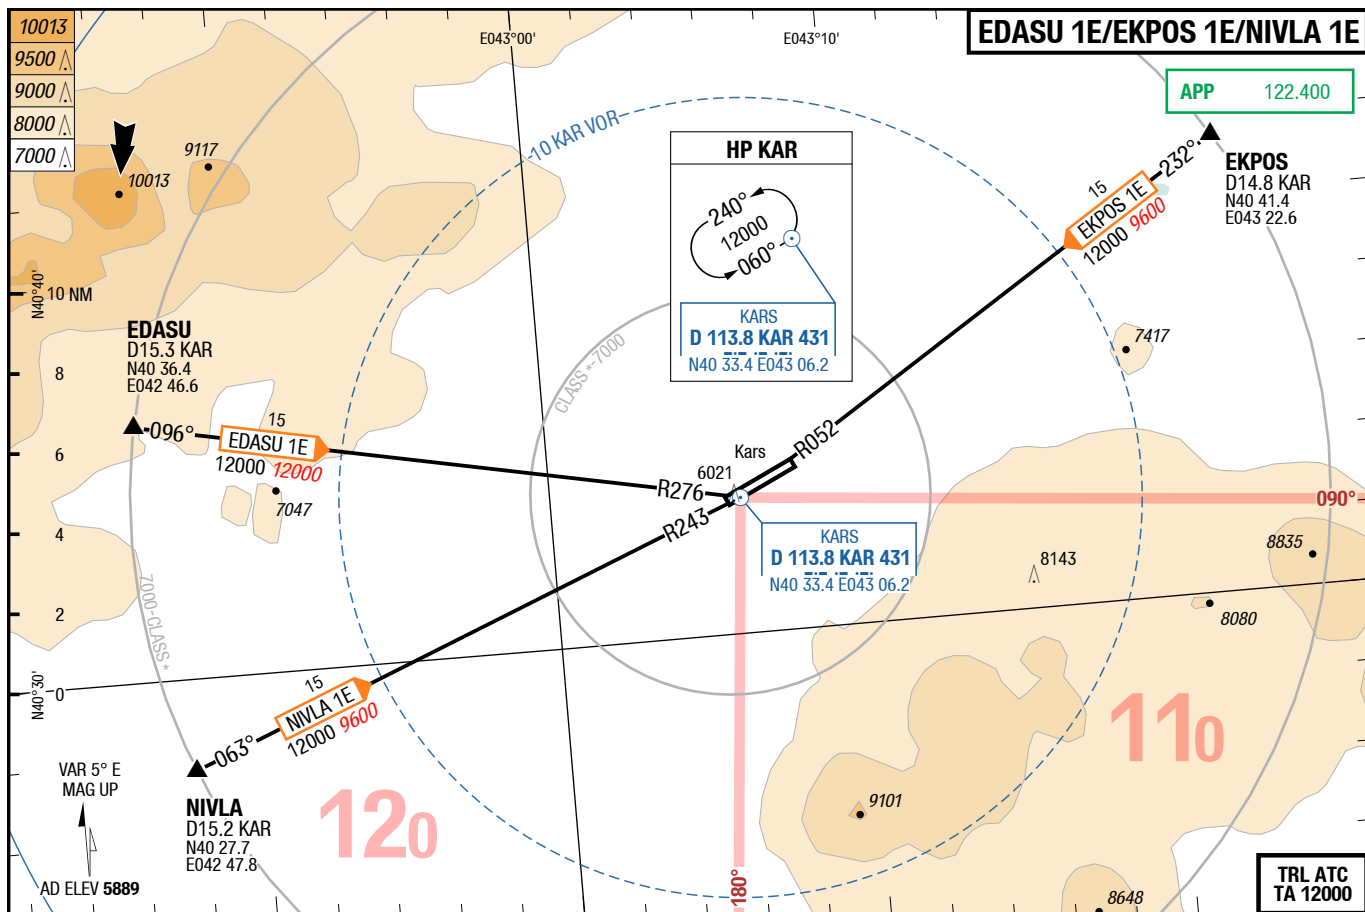 EDASU 1E/EKPOS 1E/NIVLA 1E
10013
9500
9000
8000
7000
E043°00'
E043°10'
APP 122.400
10 KAR VOR
9117
10013
HP KAR
240°
12000
060°
KARS
D 113.8 KAR 431
N40 33.4 E043 06.2
232°
EKPOS
D14.8 KAR
N40 41.4
E043 22.6
15
EKPOS 1E
12000 9600
N40°40'
10 NM
8
6
4
2
0
N40°30'
EDASU
D15.3 KAR
N40 36.4
E042 46.6
CLASS *-7000
7417
096°
15
EDASU 1E
12000 12000
7047
R276
R243
R052
Kars
6021
090°
KARS
D 113.8 KAR 431
N40 33.4 E043 06.2
8143
8835
8080
7000-CLASS *
15
NIVLA 1E
12000 9600
063°
NIVLA
D15.2 KAR
N40 27.7
E042 47.8
VAR 5° E
MAG UP
AD ELEV 5889
120
110
9101
180°
8648
TRL ATC
TA 12000